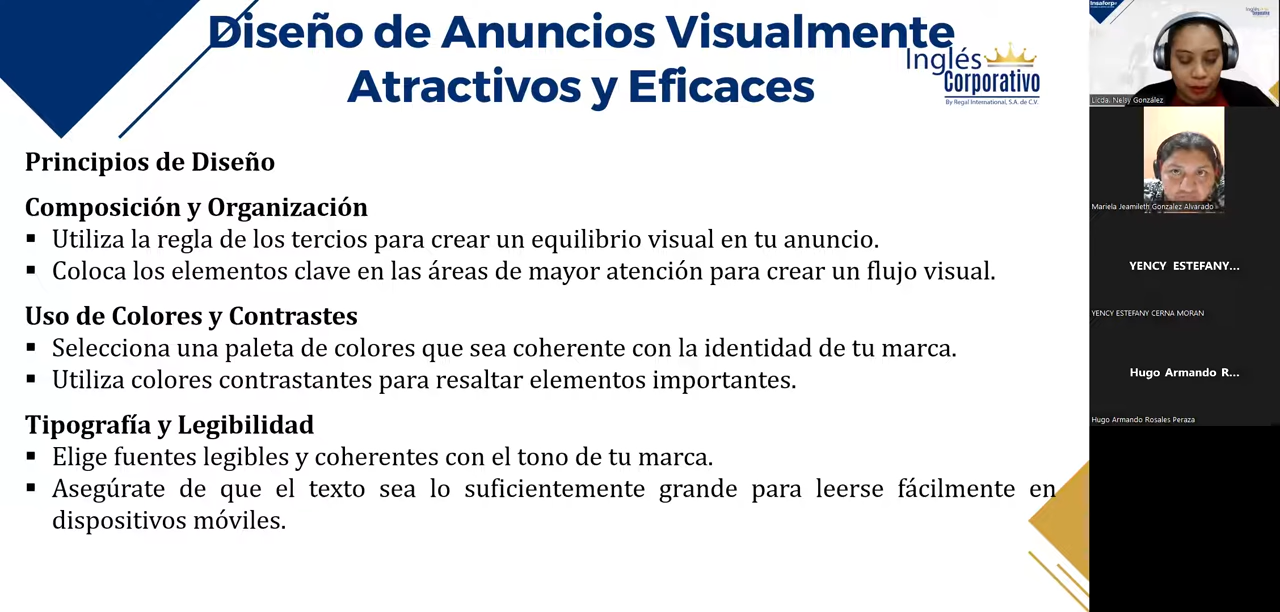 Diseño de Anuncios Visualmente
Atractivos y Eficaces
Inglés
Corporativo
By Regal International, S.A. de C.V.
Principios de Diseño
Composición y Organización
▪ Utiliza la regla de los tercios para crear un equilibrio visual en tu anuncio.
▪ Coloca los elementos clave en las áreas de mayor atención para crear un flujo visual.
Uso de Colores y Contrastes
▪ Selecciona una paleta de colores que sea coherente con la identidad de tu marca.
▪ Utiliza colores contrastantes para resaltar elementos importantes.
Tipografía y Legibilidad
▪ Elige fuentes legibles y coherentes con el tono de tu marca.
▪ Asegúrate de que el texto sea lo suficientemente grande para leerse fácilmente en
dispositivos móviles.
Insaforp
Licda. Nelsy González
Mariela Jeamileth Gonzalez Alvarado
YENCY ESTEFANY...
YENCY ESTEFANY CERNA MORAN
Hugo Armando R...
Hugo Armando Rosales Peraza